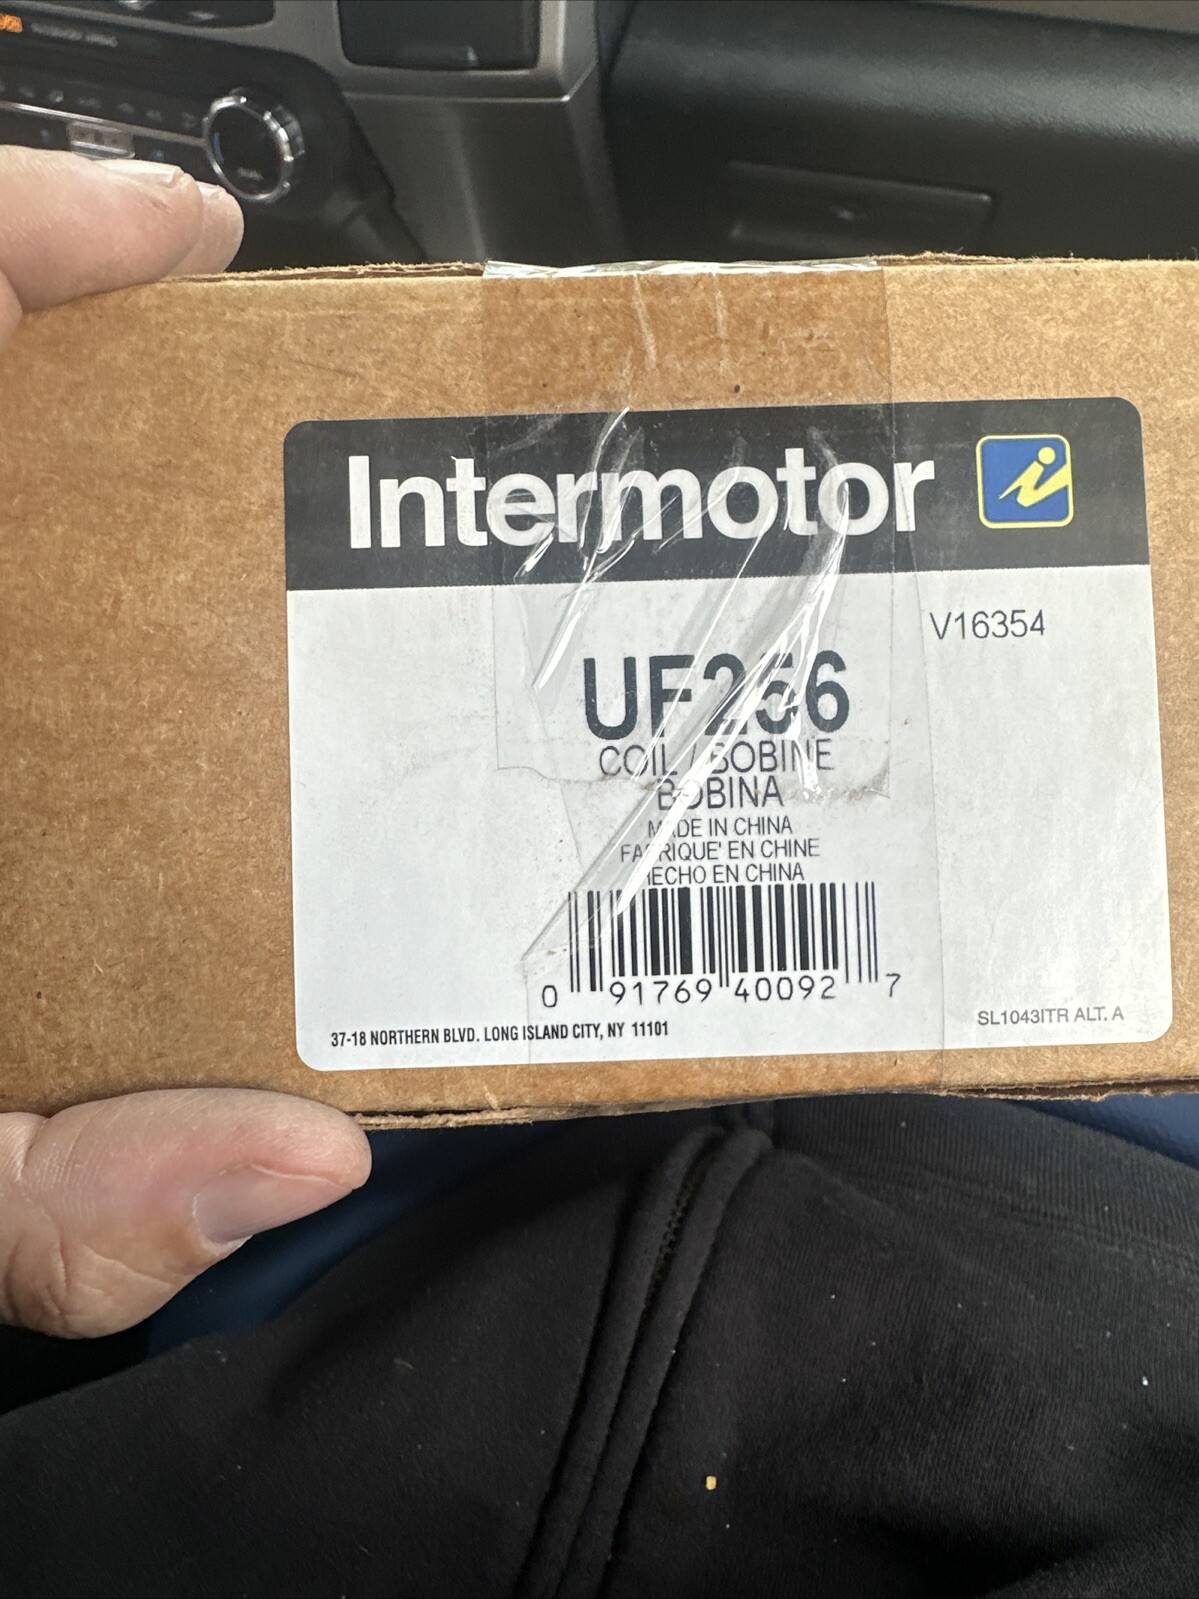 Intermotor
V16354
UF256
COIL / BOBINE
BOBINA
MADE IN CHINA
FABRIQUE' EN CHINE
HECHO EN CHINA
0 91769 40092 7
37-18 NORTHERN BLVD. LONG ISLAND CITY, NY 11101
SL1043ITR ALT. A